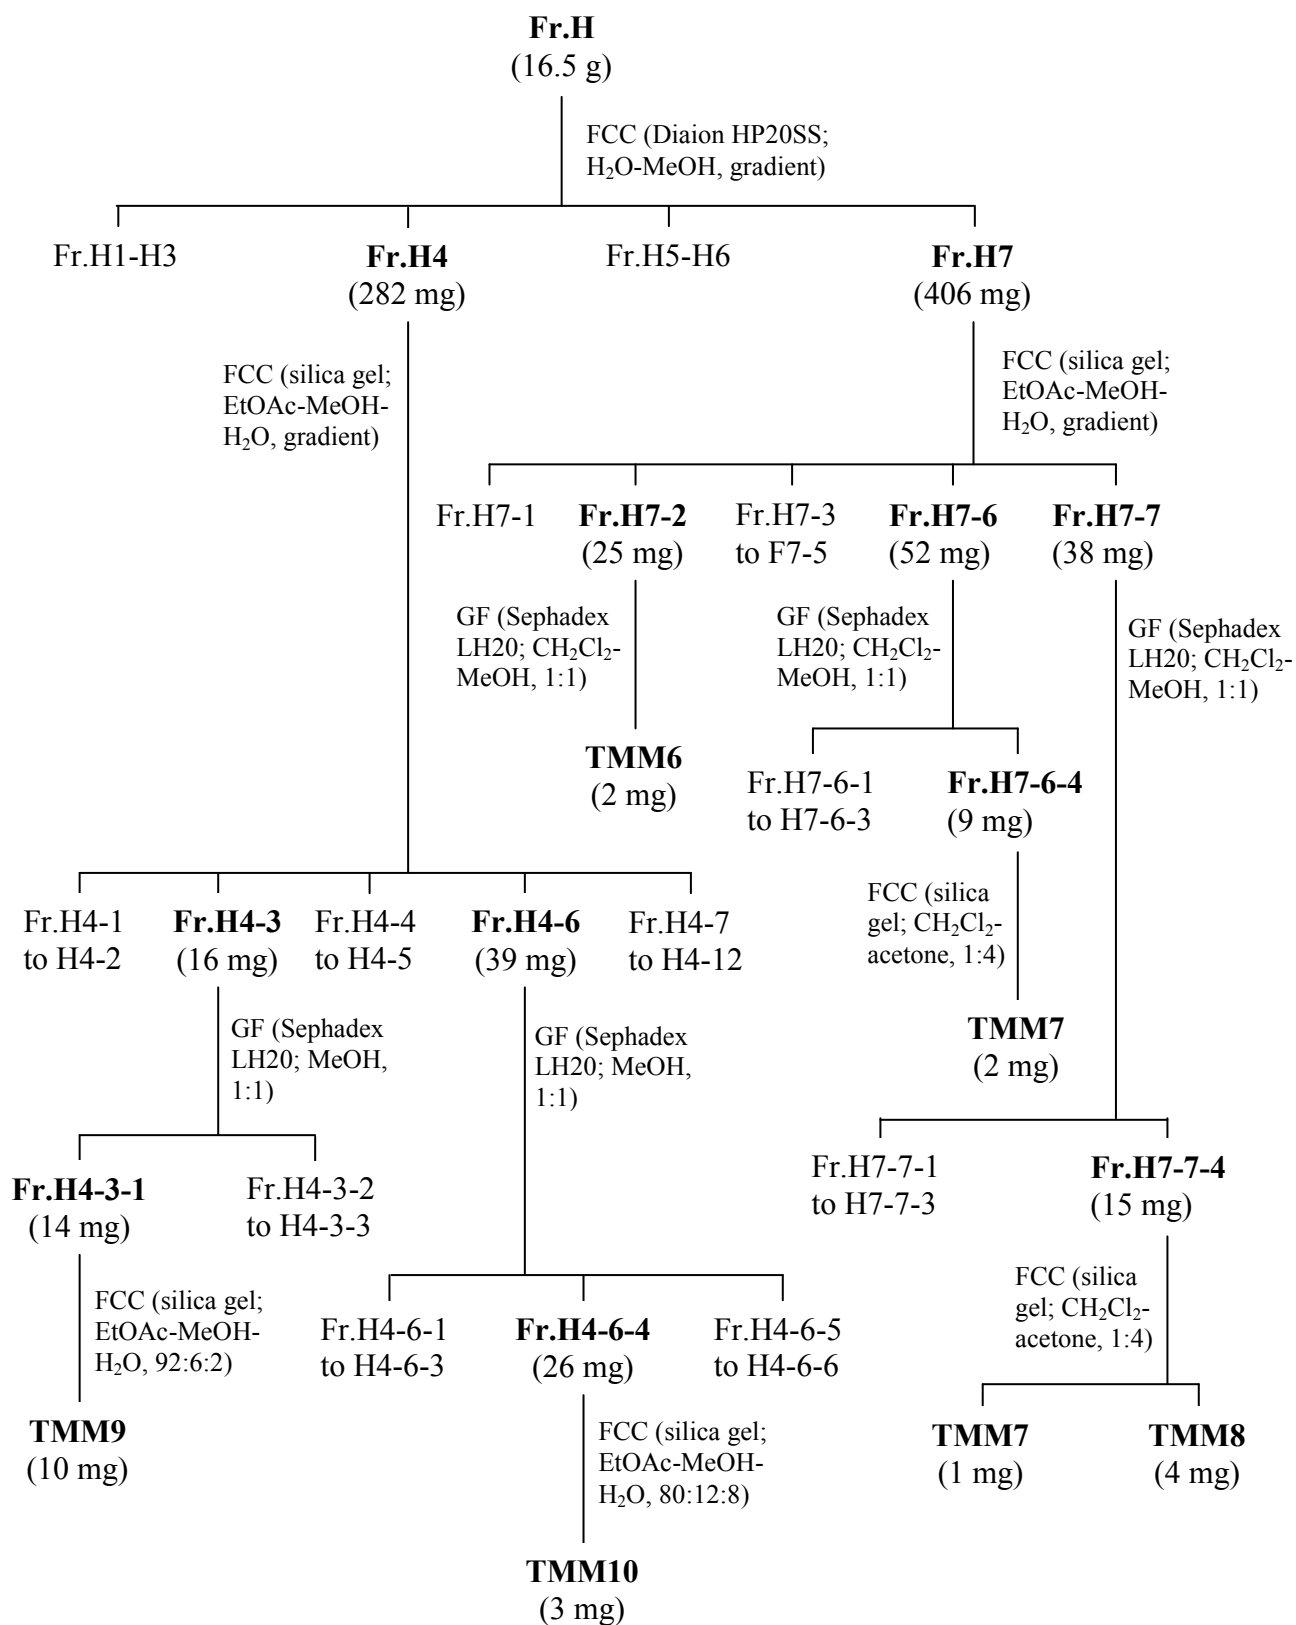 Fr.H
(16.5 g)
FCC (Diaion HP20SS;
H₂O-MeOH, gradient)
Fr.H1-H3
Fr.H4
(282 mg)
Fr.H5-H6
Fr.H7
(406 mg)
FCC (silica gel;
EtOAc-MeOH-
H₂O, gradient)
FCC (silica gel;
EtOAc-MeOH-
H₂O, gradient)
Fr.H7-1
Fr.H7-2
(25 mg)
Fr.H7-3
to F7-5
Fr.H7-6
(52 mg)
Fr.H7-7
(38 mg)
GF (Sephadex
LH20; CH₂Cl₂-
MeOH, 1:1)
GF (Sephadex
LH20; CH₂Cl₂-
MeOH, 1:1)
GF (Sephadex
LH20; CH₂Cl₂-
MeOH, 1:1)
TMM6
(2 mg)
Fr.H7-6-1
to H7-6-3
Fr.H7-6-4
(9 mg)
FCC (silica
gel; CH₂Cl₂-
acetone, 1:4)
TMM7
(2 mg)
Fr.H4-1
to H4-2
Fr.H4-3
(16 mg)
Fr.H4-4
to H4-5
Fr.H4-6
(39 mg)
Fr.H4-7
to H4-12
GF (Sephadex
LH20; MeOH,
1:1)
GF (Sephadex
LH20; MeOH,
1:1)
Fr.H4-3-1
(14 mg)
Fr.H4-3-2
to H4-3-3
Fr.H7-7-1
to H7-7-3
Fr.H7-7-4
(15 mg)
FCC (silica gel;
EtOAc-MeOH-
H₂O, 92:6:2)
Fr.H4-6-1
to H4-6-3
Fr.H4-6-4
(26 mg)
Fr.H4-6-5
to H4-6-6
FCC (silica
gel; CH₂Cl₂-
acetone, 1:4)
TMM9
(10 mg)
FCC (silica gel;
EtOAc-MeOH-
H₂O, 80:12:8)
TMM7
(1 mg)
TMM8
(4 mg)
TMM10
(3 mg)